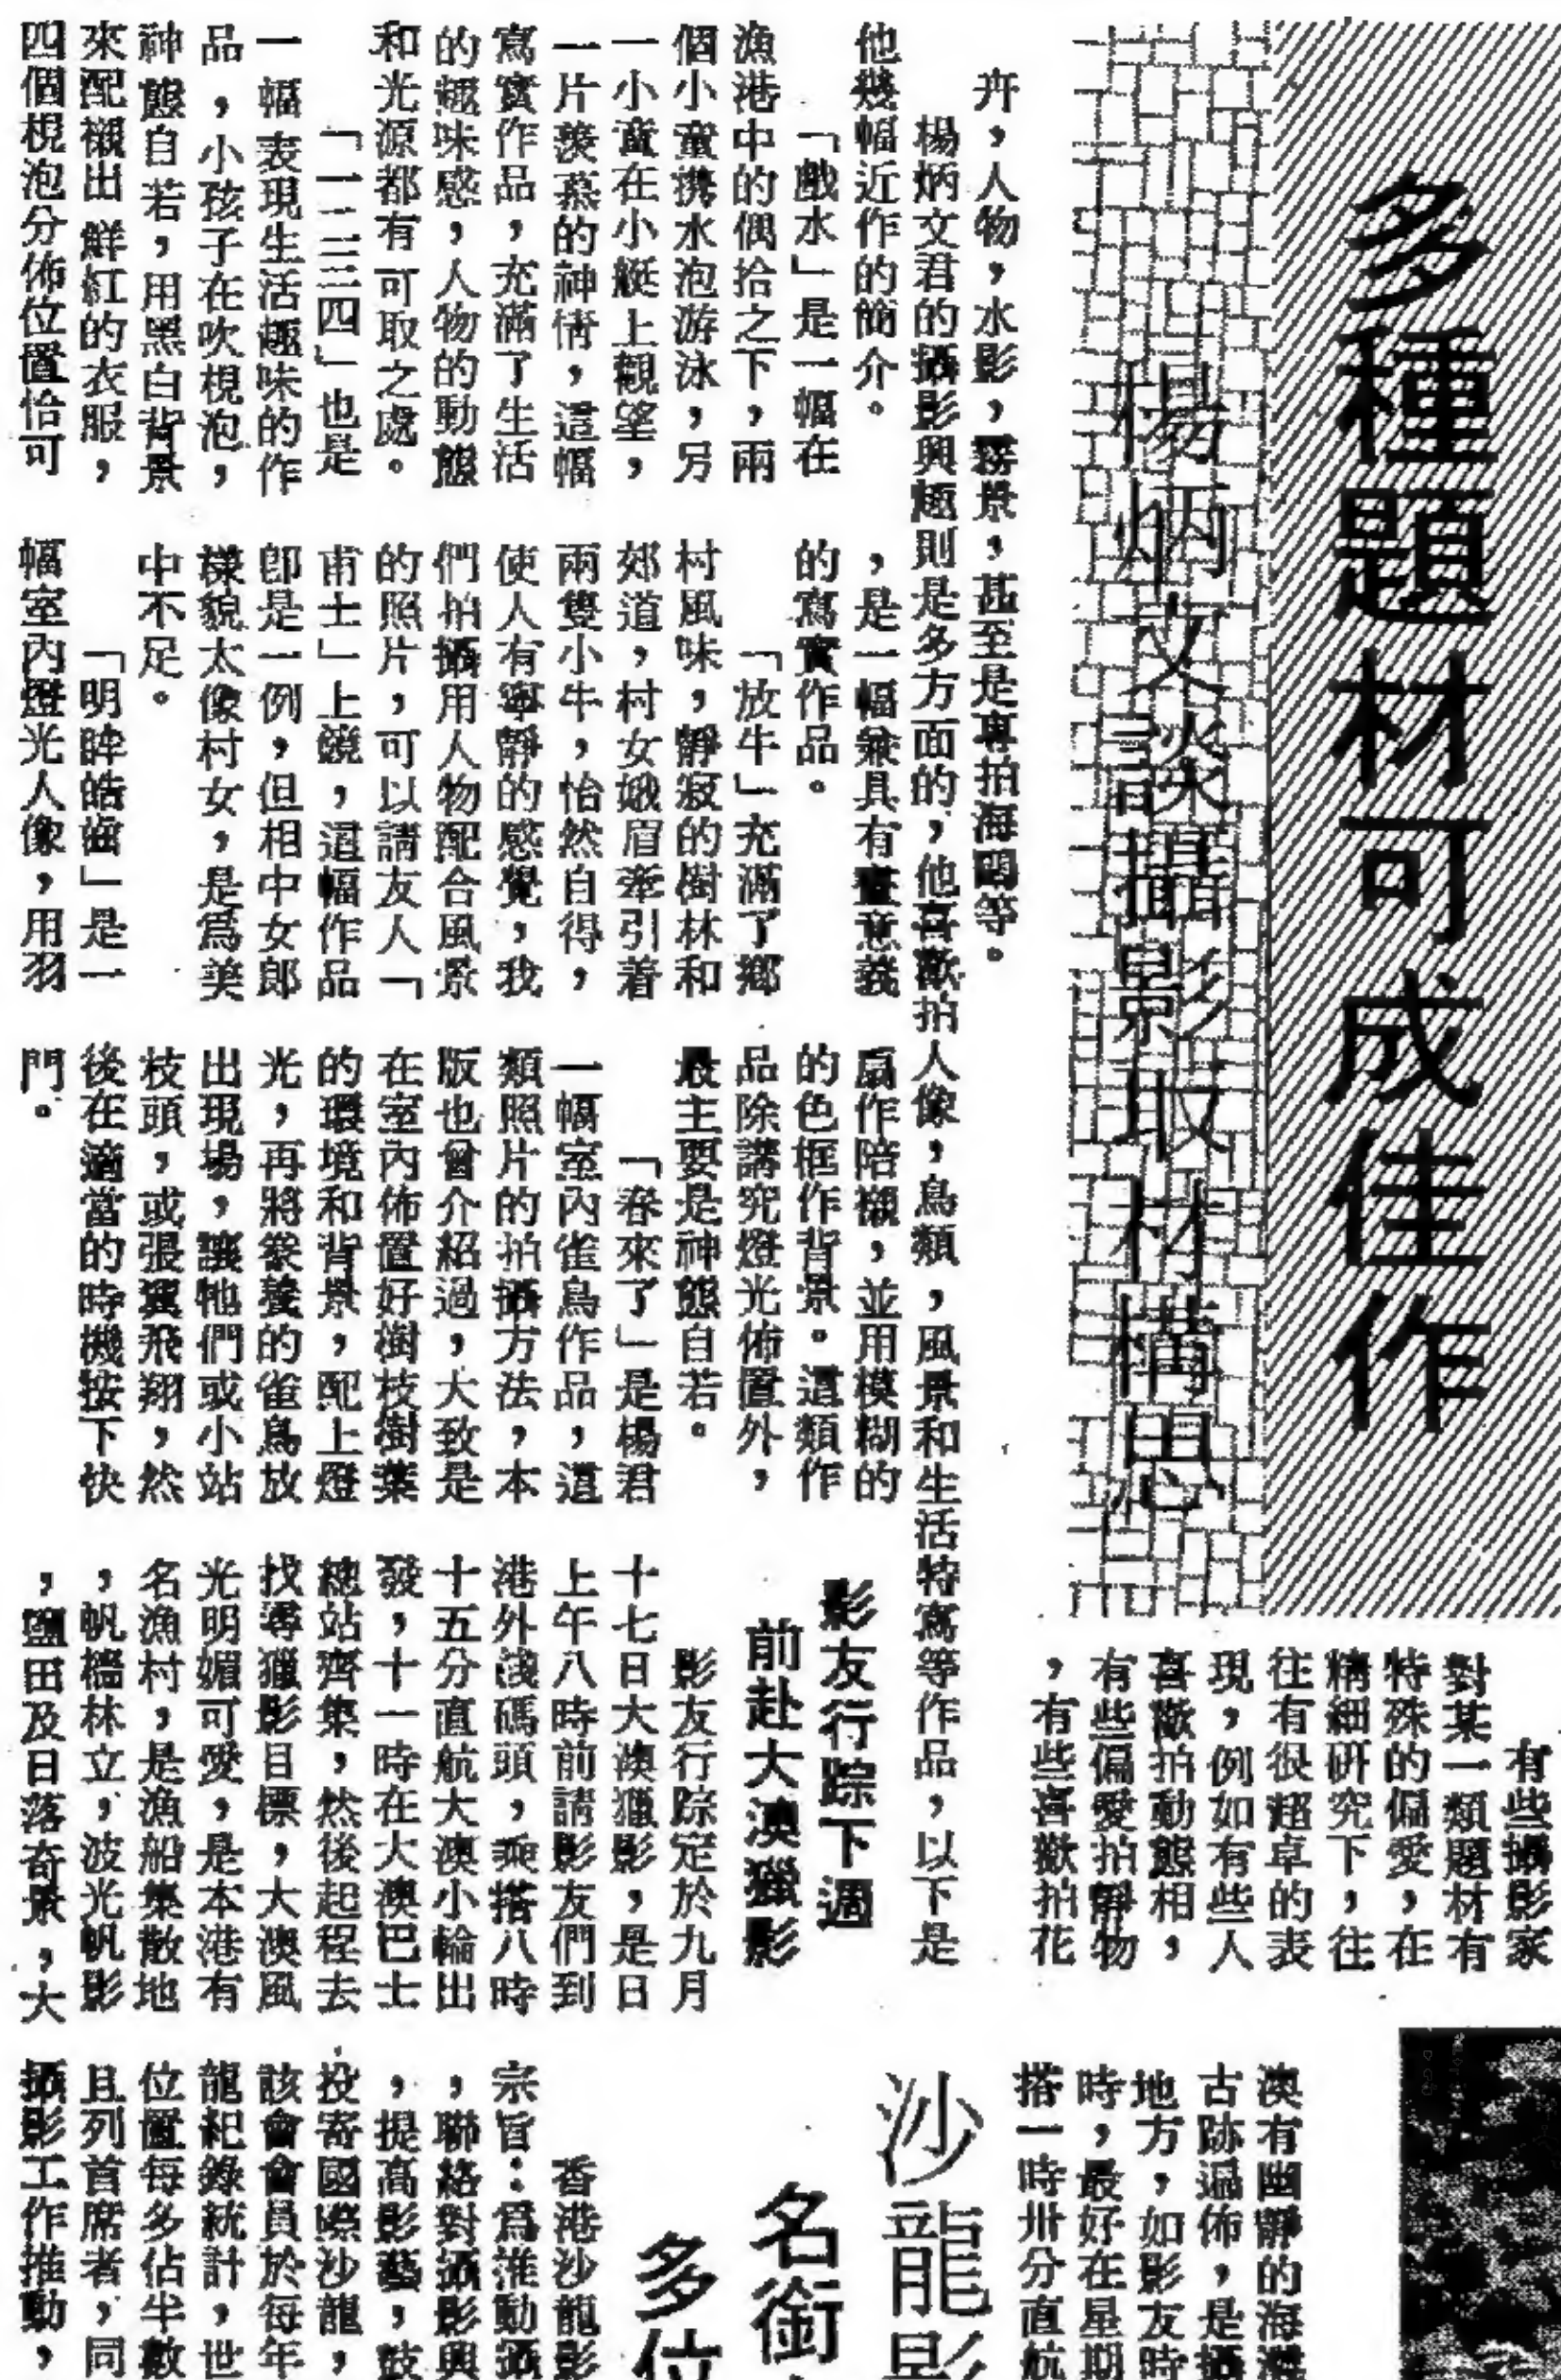 多種題材可成佳作
楊炳文談攝影取材構思
有些攝影家
對某一類題材有
特殊的偏愛，在
精細研究下，往
往有很超卓的表
現，例如有些人
喜歡拍動態相，
有些偏愛拍靜物
，有些喜歡拍花
卉，人物，水影，霧景，甚至是專拍海鷗等。
楊炳文君的攝影興趣則是多方面的，他喜歡拍人像，鳥類，風景和生活特寫等作品，以下是
他幾幅近作的簡介。
「戲水」是一幅在
漁港中的偶拾之下，兩
個小童攜水泡游泳，另
一小童在小艇上觀望，
一片羨慕的神情，這幅
寫實作品，充滿了生活
的趣味感，人物的動態
和光源都有可取之處。
「一二三四」也是
一幅表現生活趣味的作
品，小孩子在吹梘泡，
神態自若，用黑白背景
來配襯出鮮紅的衣服，
四個梘泡分佈位置恰可
，是一幅兼具有畫意義
的寫實作品。
「放牛」充滿了鄉
村風味，靜寂的樹林和
郊道，村女娥眉牽引着
兩隻小牛，怡然自得，
使人有寧靜的感覺，我
們拍攝用人物配合風景
的照片，可以請友人「
甫士」上鏡，這幅作品
卽是一例，但相中女郎
樣貌太像村女，是爲美
中不足。
「明眸皓齒」是一
幅室內燈光人像，用羽
扇作陪襯，並用模糊的
的色框作背景。這類作
品除講究燈光佈置外，
最主要是神態自若。
「春來了」是楊君
一幅室內雀鳥作品，這
類照片的拍攝方法，本
版也曾介紹過，大致是
在室內佈置好樹枝樹葉
的環境和背景，配上燈
光，再將豢養的雀鳥放
出現場，讓牠們或小站
枝頭，或張翼飛翔，然
後在適當的時機按下快
門。
影友行踪下週
前赴大澳獵影
影友行踪定於九月
十七日大澳獵影，是日
上午八時前請影友們到
港外淺碼頭，乘搭八時
十五分直航大澳小輪出
發，十一時在大澳巴士
總站齊集，然後起程去
找尋獵影目標，大澳風
光明媚可愛，是本港有
名漁村，是漁船集散地
，帆檣林立，波光帆影
，鹽田及日落奇景，大
澳有幽靜的海灘
古跡遍佈，是攝
地方，如影友時
時，最好在星期
搭一時卅分直航
沙龍影
名銜
多位
香港沙龍影
宗旨：爲推動攝
，聯絡對攝影興
，提高影藝，鼓
投寄國際沙龍，
該會會員於每年
龍紀錄統計，世
位置每多佔半數
且列首席者，同
攝影工作推動，